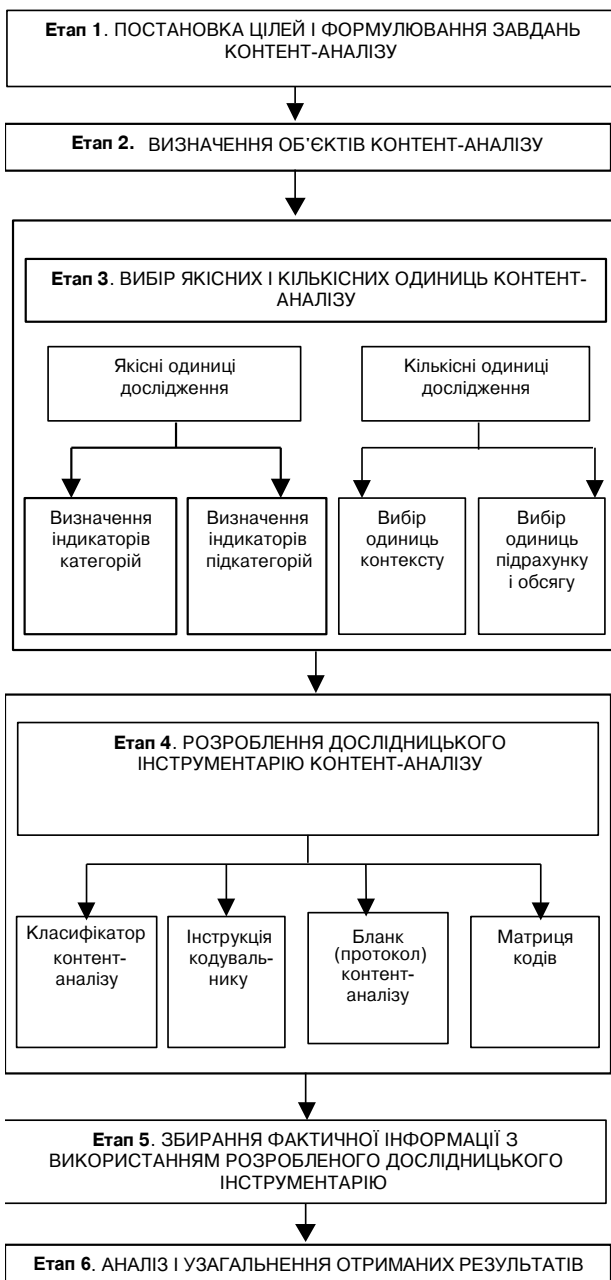 Етап 1. ПОСТАНОВКА ЦІЛЕЙ І ФОРМУЛЮВАННЯ ЗАВДАНЬ
КОНТЕНТ-АНАЛІЗУ
Етап 2. ВИЗНАЧЕННЯ ОБ'ЄКТІВ КОНТЕНТ-АНАЛІЗУ
Етап 3. ВИБІР ЯКІСНИХ І КІЛЬКІСНИХ ОДИНИЦЬ КОНТЕНТ-
АНАЛІЗУ
Якісні одиниці
дослідження
Кількісні одиниці
дослідження
Визначення
індикаторів
категорій
Визначення
індикаторів
підкатегорій
Вибір
одиниць
контексту
Вибір
одиниць
підрахунку
і обсягу
Етап 4. РОЗРОБЛЕННЯ ДОСЛІДНИЦЬКОГО
ІНСТРУМЕНТАРІЮ КОНТЕНТ-АНАЛІЗУ
Класифікатор
контент-
аналізу
Інструкція
кодуваль-
нику
Бланк
(протокол)
контент-
аналізу
Матриця
кодів
Етап 5. ЗБИРАННЯ ФАКТИЧНОЇ ІНФОРМАЦІЇ З
ВИКОРИСТАННЯМ РОЗРОБЛЕНОГО ДОСЛІДНИЦЬКОГО
ІНСТРУМЕНТАРІЮ
Етап 6. АНАЛІЗ І УЗАГАЛЬНЕННЯ ОТРИМАНИХ РЕЗУЛЬТАТІВ